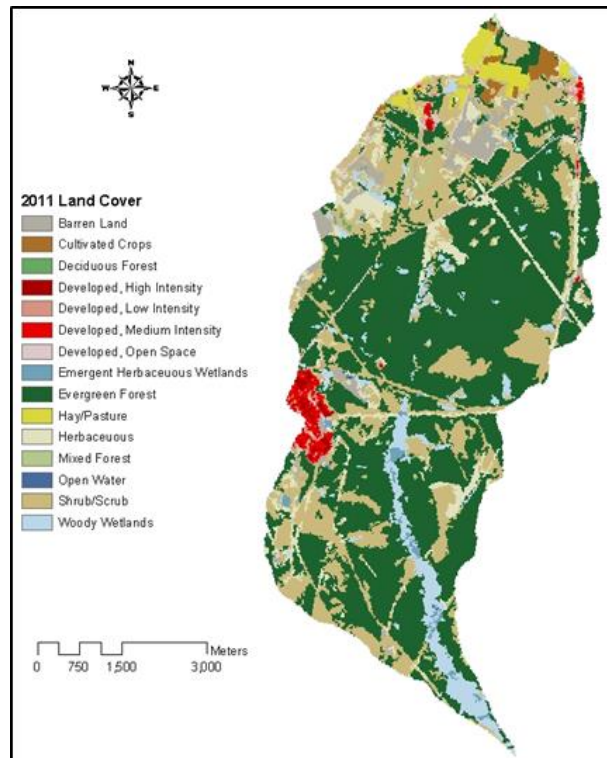 N
W E
S
2011 Land Cover
Barren Land
Cultivated Crops
Deciduous Forest
Developed, High Intensity
Developed, Low Intensity
Developed, Medium Intensity
Developed, Open Space
Emergent Herbaceuous Wetlands
Evergreen Forest
Hay/Pasture
Herbaceuous
Mixed Forest
Open Water
Shrub/Scrub
Woody Wetlands
Meters
0 750 1,500 3,000